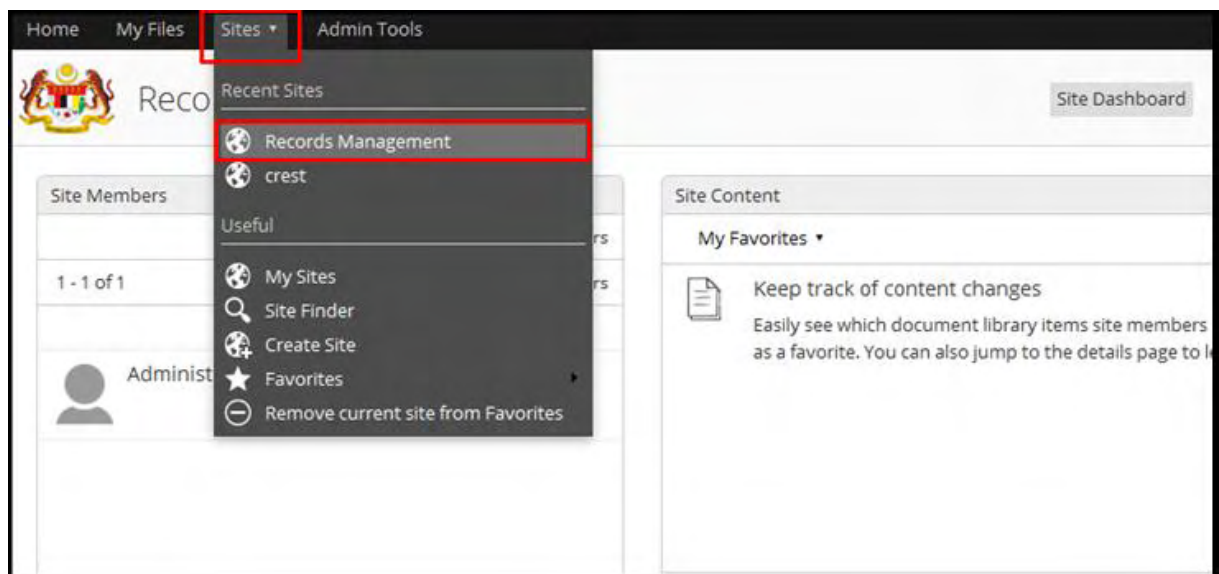 Home My Files Sites Admin Tools
Reco
Site Dashboard
Recent Sites
Records Management
crest
Useful
My Sites
Site Finder
Create Site
Favorites
Remove current site from Favorites
Site Members
rs
1 - 1 of 1
rs
Administ
Site Content
My Favorites
Keep track of content changes
Easily see which document library items site members
as a favorite. You can also jump to the details page to